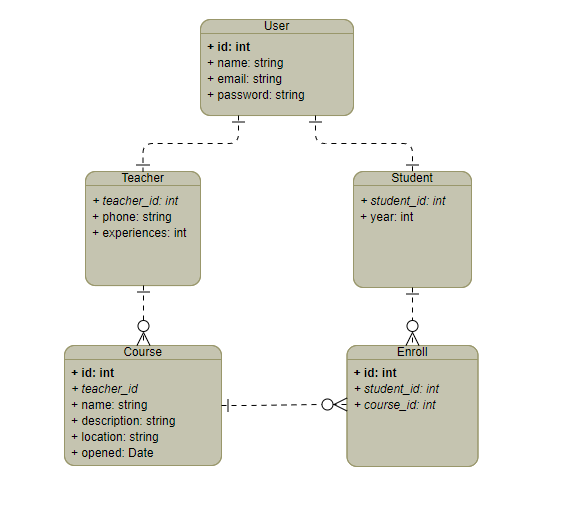 User
+ id: int
+ name: string
+ email: string
+ password: string
Teacher
+ teacher_id: int
+ phone: string
+ experiences: int
Student
+ student_id: int
+ year: int
Course
+ id: int
+ teacher_id
+ name: string
+ description: string
+ location: string
+ opened: Date
Enroll
+ id: int
+ student_id: int
+ course_id: int